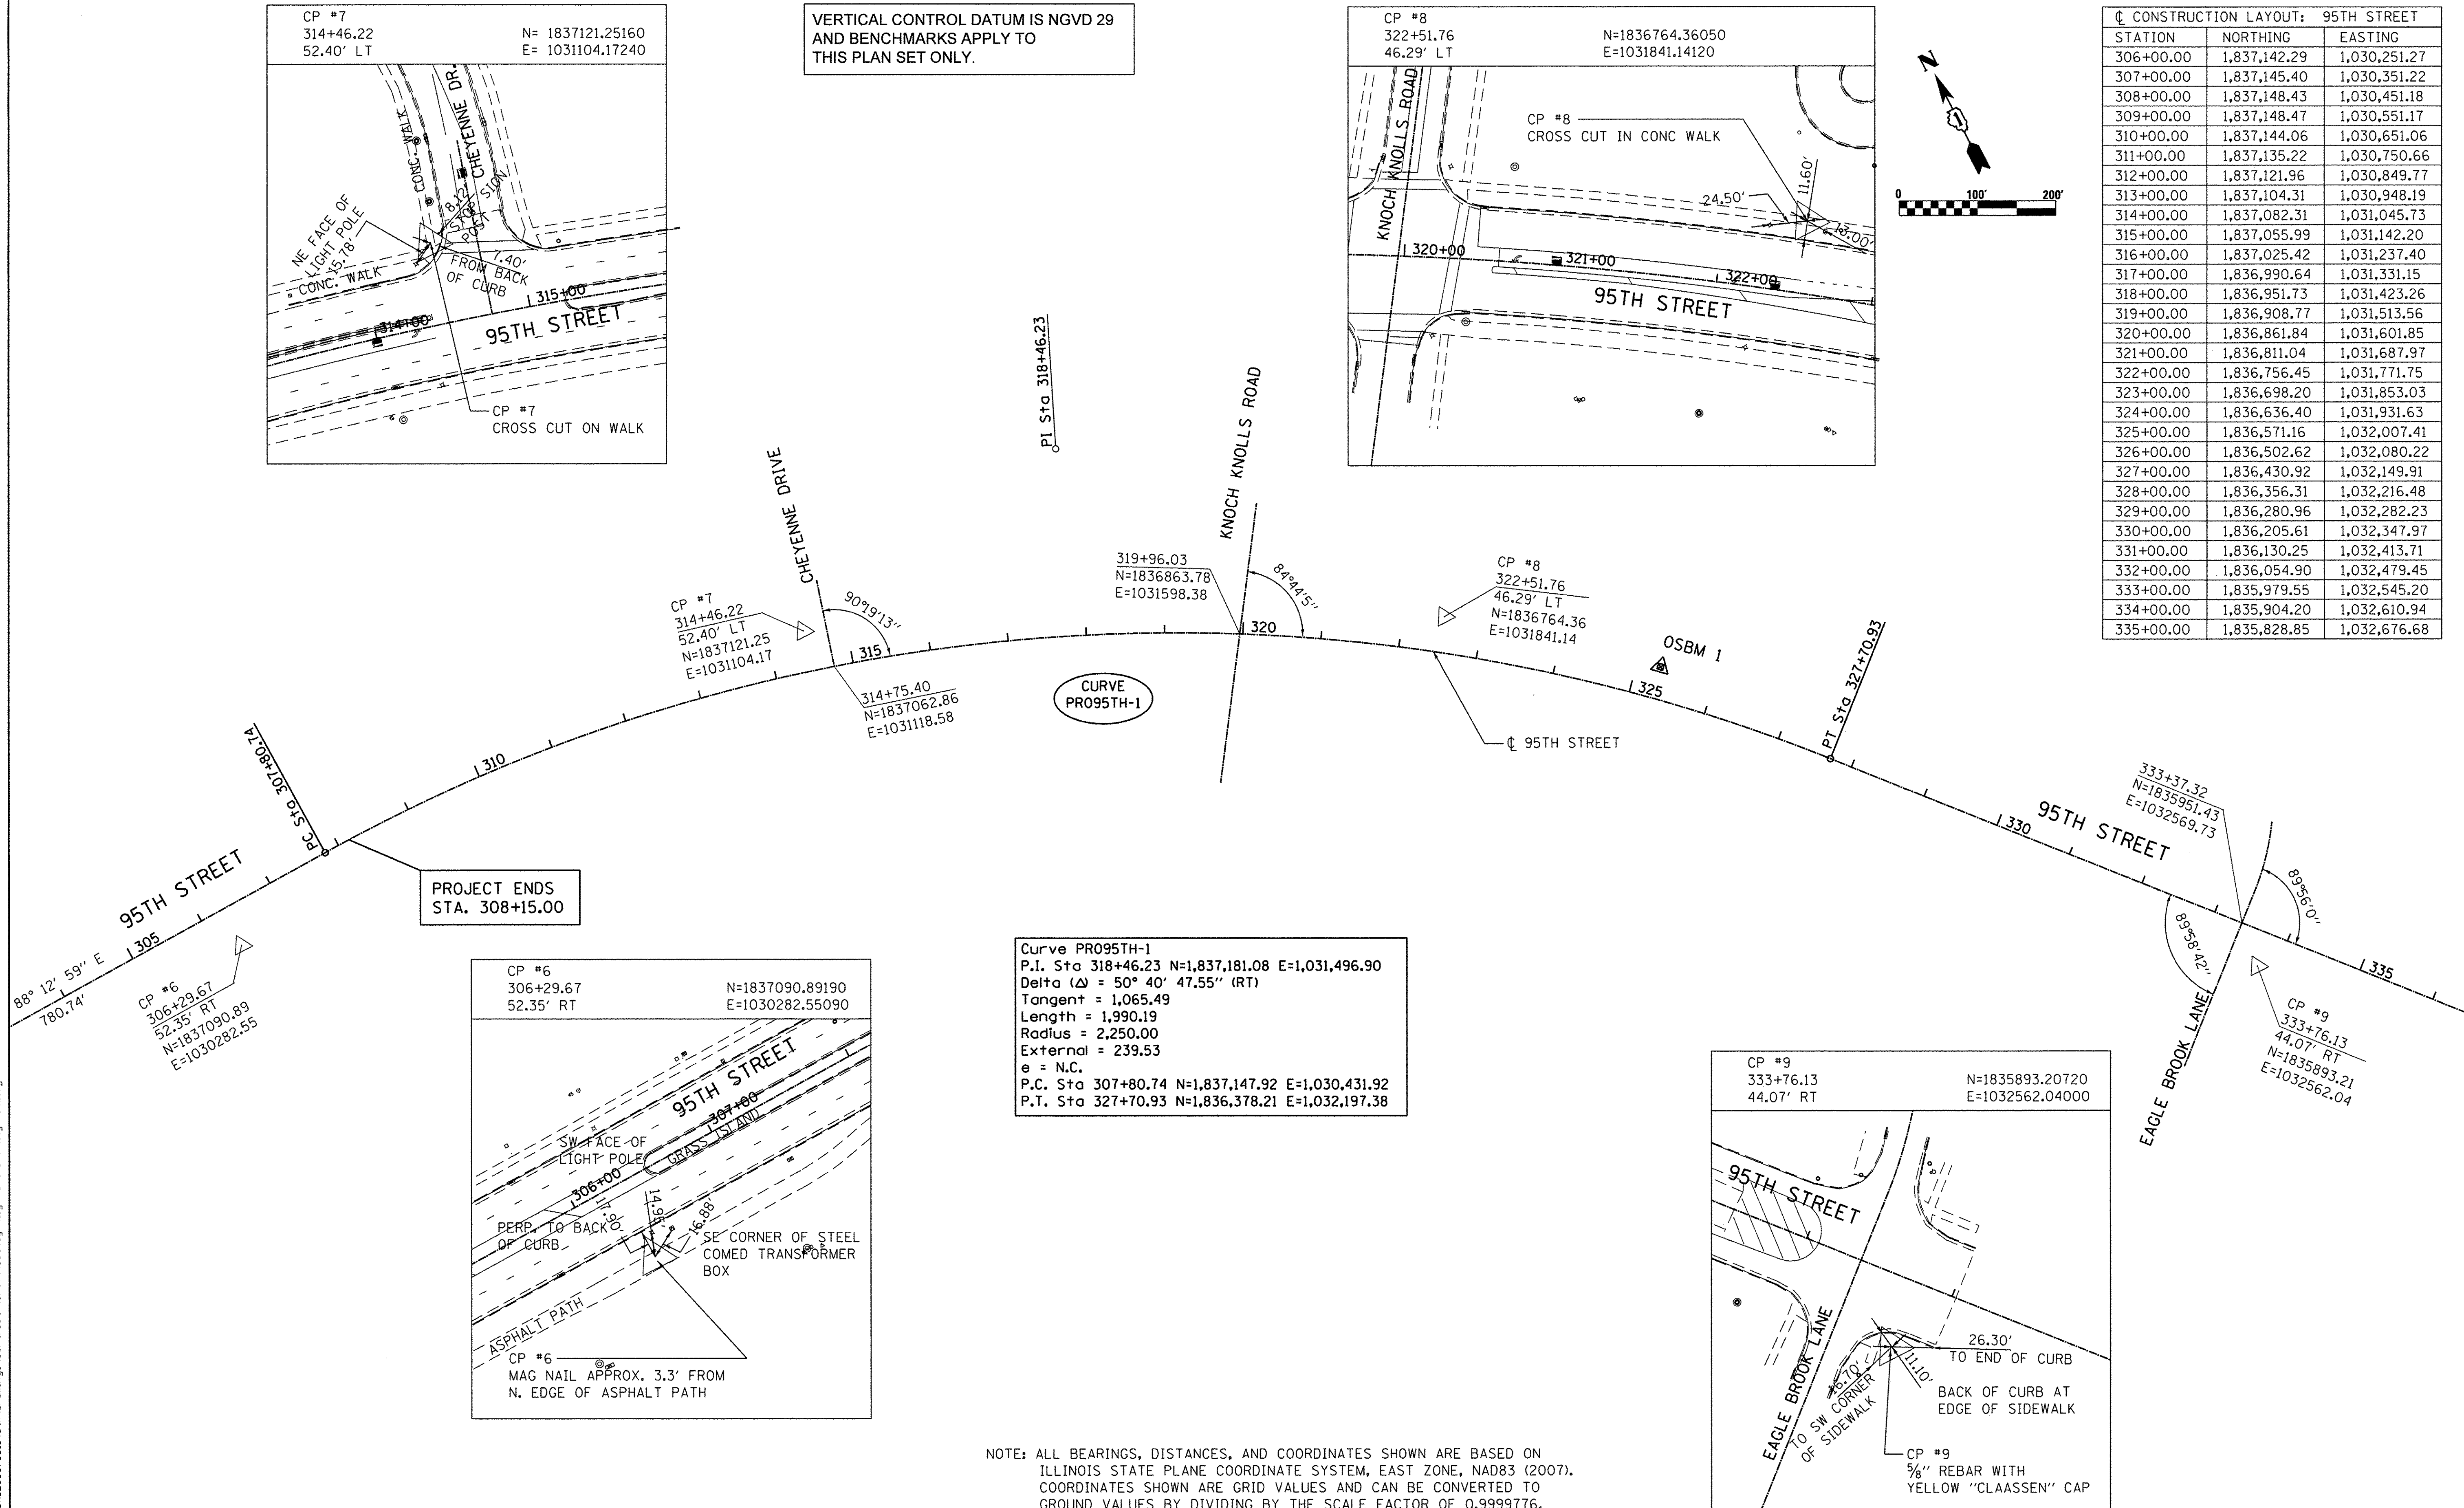 CP #7
314+46.22 N= 1837121.25160
52.40' LT E= 1031104.17240
CONC. WALK
CHEYENNE DR.
8.12'
STOP SIGN
POST
NE FACE OF
LIGHT POLE
15.78'
CONC. WALK
7.40'
FROM BACK
OF CURB
314+00
315+00
95TH STREET
CP #7
CROSS CUT ON WALK
VERTICAL CONTROL DATUM IS NGVD 29
AND BENCHMARKS APPLY TO
THIS PLAN SET ONLY.
CP #8
322+51.76 N=1836764.36050
46.29' LT E=1031841.14120
KNOCH KNOLLS ROAD
KNOCH KNOLLS ROAD
CP #8
CROSS CUT IN CONC WALK
24.50'
11.60'
13.00'
320+00
321+00
322+00
95TH STREET
N
1
0 100' 200'
℄ CONSTRUCTION LAYOUT: 95TH STREET
STATION NORTHING EASTING
306+00.00 1,837,142.29 1,030,251.27
307+00.00 1,837,145.40 1,030,351.22
308+00.00 1,837,148.43 1,030,451.18
309+00.00 1,837,148.47 1,030,551.17
310+00.00 1,837,144.06 1,030,651.06
311+00.00 1,837,135.22 1,030,750.66
312+00.00 1,837,121.96 1,030,849.77
313+00.00 1,837,104.31 1,030,948.19
314+00.00 1,837,082.31 1,031,045.73
315+00.00 1,837,055.99 1,031,142.20
316+00.00 1,837,025.42 1,031,237.40
317+00.00 1,836,990.64 1,031,331.15
318+00.00 1,836,951.73 1,031,423.26
319+00.00 1,836,908.77 1,031,513.56
320+00.00 1,836,861.84 1,031,601.85
321+00.00 1,836,811.04 1,031,687.97
322+00.00 1,836,756.45 1,031,771.75
323+00.00 1,836,698.20 1,031,853.03
324+00.00 1,836,636.40 1,031,931.63
325+00.00 1,836,571.16 1,032,007.41
326+00.00 1,836,502.62 1,032,080.22
327+00.00 1,836,430.92 1,032,149.91
328+00.00 1,836,356.31 1,032,216.48
329+00.00 1,836,280.96 1,032,282.23
330+00.00 1,836,205.61 1,032,347.97
331+00.00 1,836,130.25 1,032,413.71
332+00.00 1,836,054.90 1,032,479.45
333+00.00 1,835,979.55 1,032,545.20
334+00.00 1,835,904.20 1,032,610.94
335+00.00 1,835,828.85 1,032,676.68
PI Sta 318+46.23
CHEYENNE DRIVE
KNOCH KNOLLS ROAD
90°19'13''
84°44'5''
CP #7
314+46.22
52.40' LT
N=1837121.25
E=1031104.17
319+96.03
N=1836863.78
E=1031598.38
CP #8
322+51.76
46.29' LT
N=1836764.36
E=1031841.14
OSBM 1
PT Sta 327+70.93
PC Sta 307+80.74
305
310
315
320
325
330
335
314+75.40
N=1837062.86
E=1031118.58
CURVE
PRO95TH-1
℄ 95TH STREET
333+37.32
N=1835951.43
E=1032569.73
95TH STREET
95TH STREET
89°56'0''
89°58'42''
EAGLE BROOK LANE
CP #9
333+76.13
44.07' RT
N=1835893.21
E=1032562.04
88° 12' 59'' E
780.74'
CP #6
306+29.67
52.35' RT
N=1837090.89
E=1030282.55
PROJECT ENDS
STA. 308+15.00
CP #6
306+29.67 N=1837090.89190
52.35' RT E=1030282.55090
95TH STREET
307+00
GRASS ISLAND
SW FACE OF
LIGHT POLE
306+00
17.90'
14.95'
16.88'
PERP. TO BACK
OF CURB
SE CORNER OF STEEL
COMED TRANSFORMER
BOX
ASPHALT PATH
CP #6
MAG NAIL APPROX. 3.3' FROM
N. EDGE OF ASPHALT PATH
Curve PRO95TH-1
P.I. Sta 318+46.23 N=1,837,181.08 E=1,031,496.90
Delta (Δ) = 50° 40' 47.55'' (RT)
Tangent = 1,065.49
Length = 1,990.19
Radius = 2,250.00
External = 239.53
e = N.C.
P.C. Sta 307+80.74 N=1,837,147.92 E=1,030,431.92
P.T. Sta 327+70.93 N=1,836,378.21 E=1,032,197.38
CP #9
333+76.13 N=1835893.20720
44.07' RT E=1032562.04000
95TH STREET
EAGLE BROOK LANE
26.30'
TO END OF CURB
11.10'
BACK OF CURB AT
EDGE OF SIDEWALK
16.70'
TO SW CORNER
OF SIDEWALK
CP #9
⅝'' REBAR WITH
YELLOW "CLAASSEN" CAP
NOTE: ALL BEARINGS, DISTANCES, AND COORDINATES SHOWN ARE BASED ON
ILLINOIS STATE PLANE COORDINATE SYSTEM, EAST ZONE, NAD83 (2007).
COORDINATES SHOWN ARE GRID VALUES AND CAN BE CONVERTED TO
GROUND VALUES BY DIVIDING BY THE SCALE FACTOR OF 0.9999776.